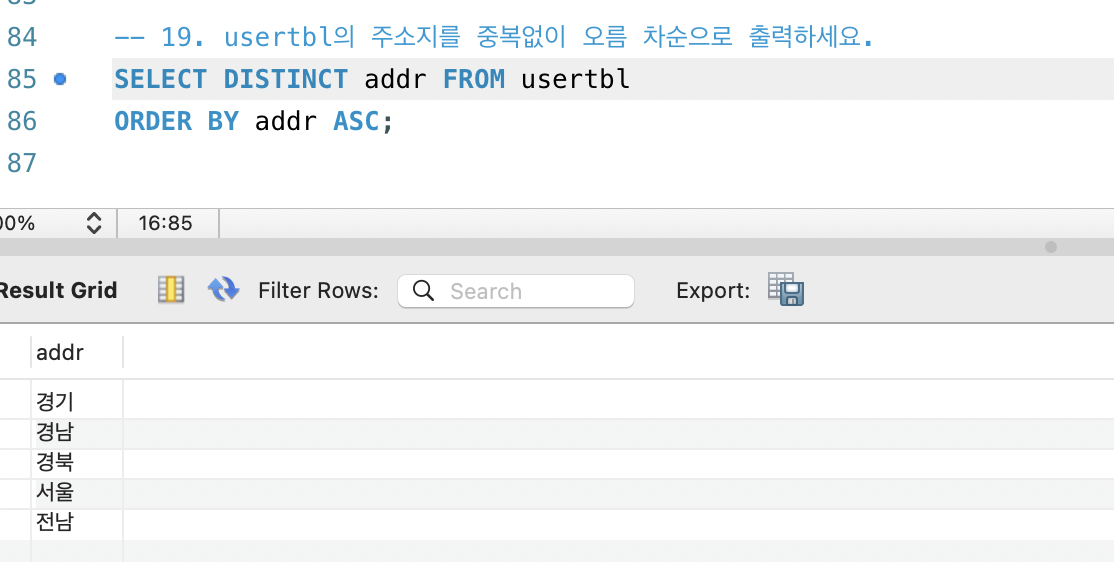 84 -- 19. usertbl의 주소지를 중복없이 오름 차순으로 출력하세요.
85 SELECT DISTINCT addr FROM usertbl
86 ORDER BY addr ASC;
87
00% 16:85
Result Grid Filter Rows: Search Export:
addr
경기
경남
경북
서울
전남